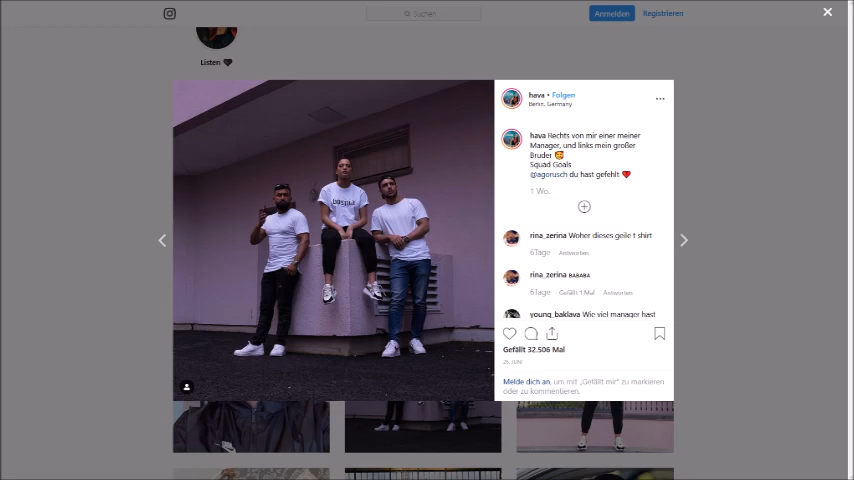 Suchen
Anmelden
Registrieren
Listen
hava • Folgen
Berlin, Germany
hava Rechts von mir einer meiner
Manager, und links mein großer
Bruder 🥰
Squad Goals
@agorusch du hast gefehlt
1 Wo.
rina_zerina Woher dieses geile t shirt
6Tage Antworten
rina_zerina BABABA
6Tage Gefällt 1 Mal Antworten
young_baklava Wie viel manager hast
Gefällt 32.506 Mal
Melde dich an, um mit „Gefällt mir“ zu markieren
oder zu kommentieren.